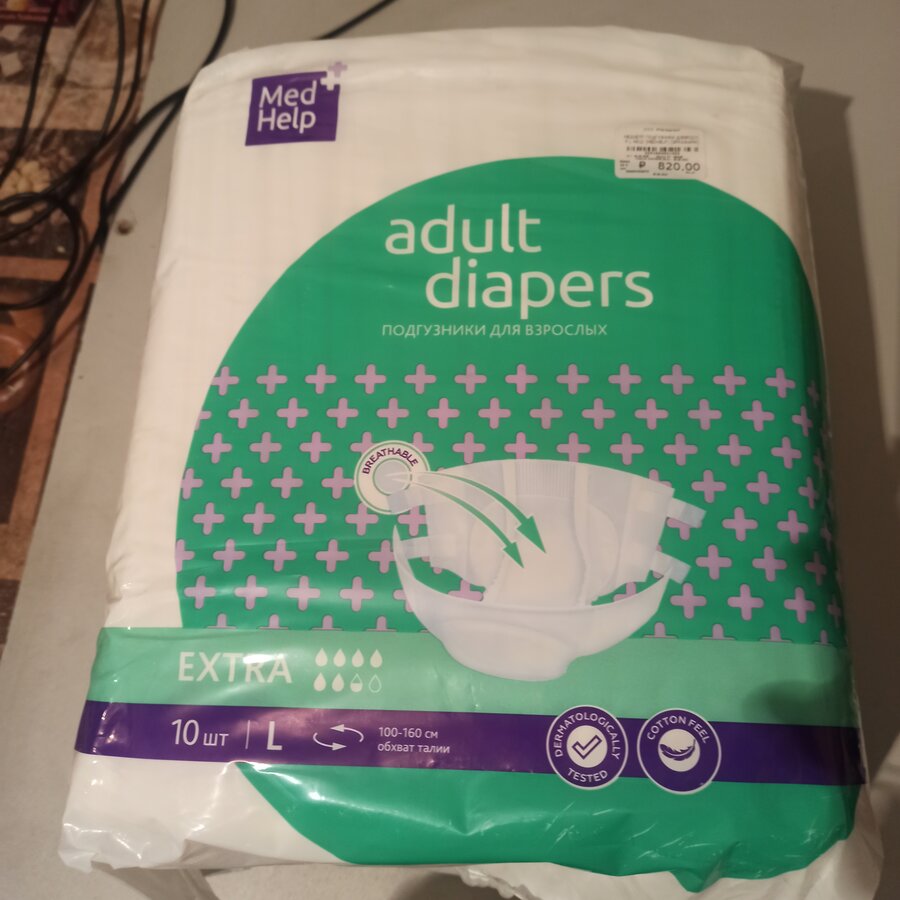 Med
Help
₽ 820.00
adult
diapers
ПОДГУЗНИКИ ДЛЯ ВЗРОСЛЫХ
BREATHABLE
EXTRA
10 шт L 100-160 см
обхват талии
DERMATOLOGICALLY
TESTED
COTTON FEEL